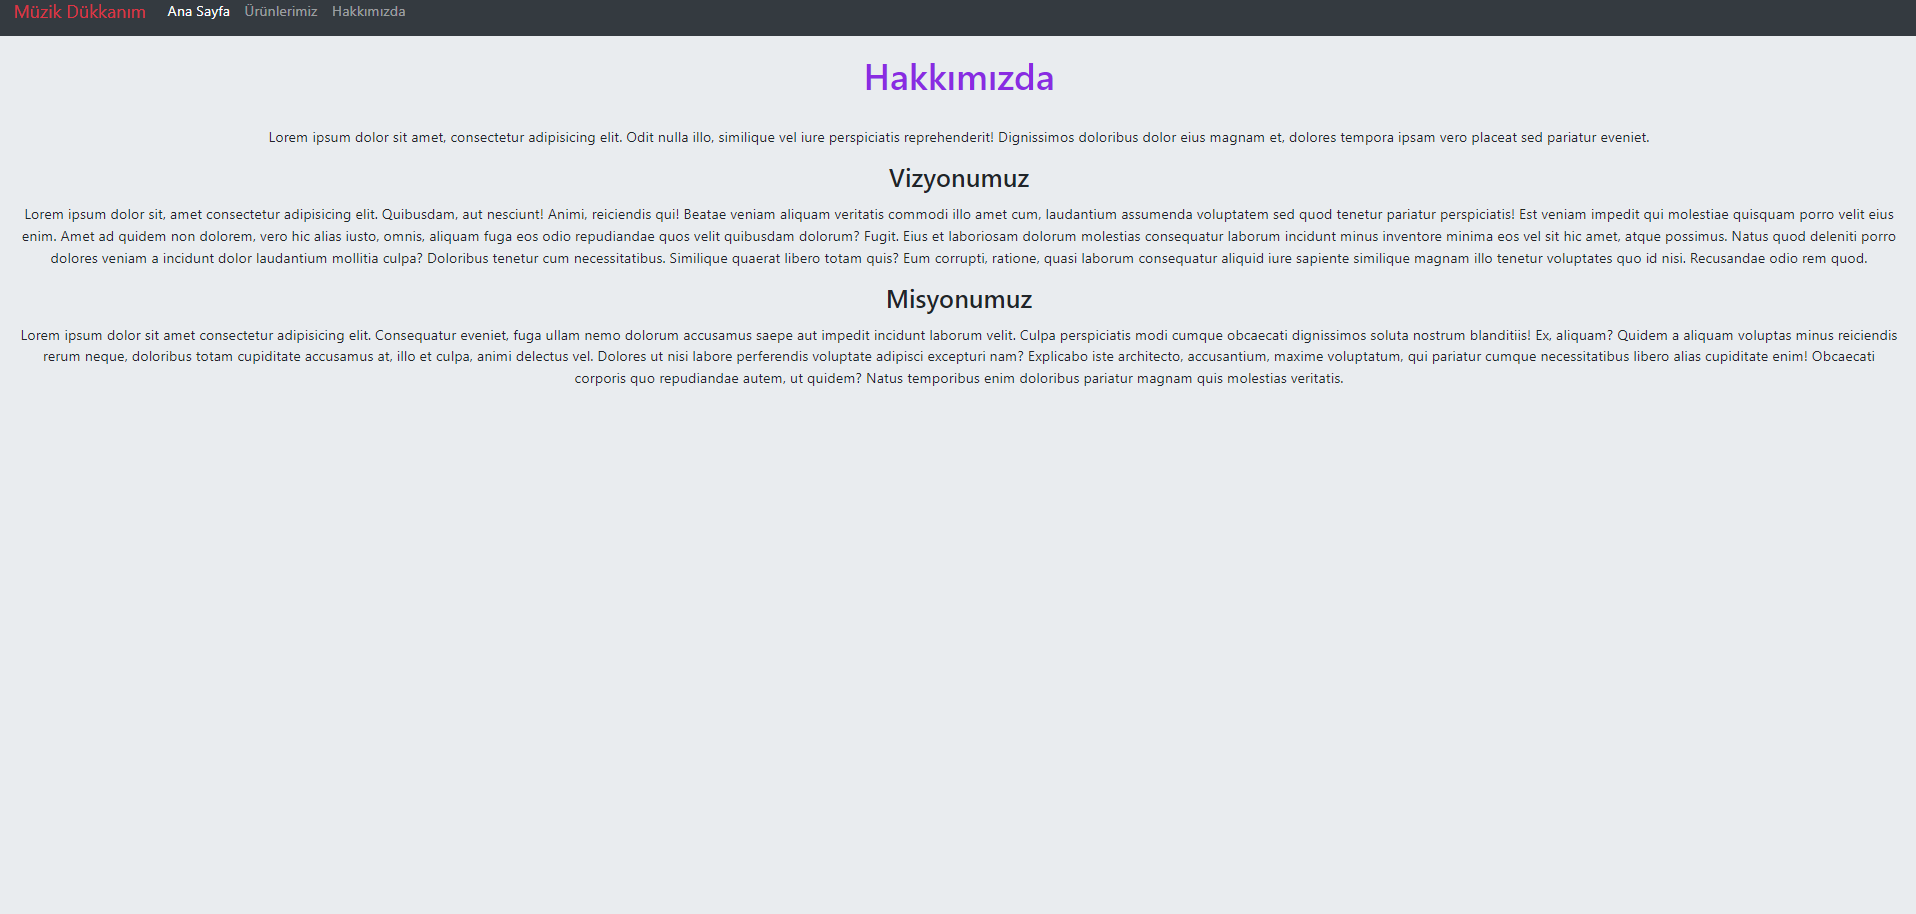 Müzik Dükkanım Ana Sayfa Ürünlerimiz Hakkımızda
Hakkımızda
Lorem ipsum dolor sit amet, consectetur adipisicing elit. Odit nulla illo, similique vel iure perspiciatis reprehenderit! Dignissimos doloribus dolor eius magnam et, dolores tempora ipsam vero placeat sed pariatur eveniet.
Vizyonumuz
Lorem ipsum dolor sit, amet consectetur adipisicing elit. Quibusdam, aut nesciunt! Animi, reiciendis qui! Beatae veniam aliquam veritatis commodi illo amet cum, laudantium assumenda voluptatem sed quod tenetur pariatur perspiciatis! Est veniam impedit qui molestiae quisquam porro velit eius
enim. Amet ad quidem non dolorem, vero hic alias iusto, omnis, aliquam fuga eos odio repudiandae quos velit quibusdam dolorum? Fugit. Eius et laboriosam dolorum molestias consequatur laborum incidunt minus inventore minima eos vel sit hic amet, atque possimus. Natus quod deleniti porro
dolores veniam a incidunt dolor laudantium mollitia culpa? Doloribus tenetur cum necessitatibus. Similique quaerat libero totam quis? Eum corrupti, ratione, quasi laborum consequatur aliquid iure sapiente similique magnam illo tenetur voluptates quo id nisi. Recusandae odio rem quod.
Misyonumuz
Lorem ipsum dolor sit amet consectetur adipisicing elit. Consequatur eveniet, fuga ullam nemo dolorum accusamus saepe aut impedit incidunt laborum velit. Culpa perspiciatis modi cumque obcaecati dignissimos soluta nostrum blanditiis! Ex, aliquam? Quidem a aliquam voluptas minus reiciendis
rerum neque, doloribus totam cupiditate accusamus at, illo et culpa, animi delectus vel. Dolores ut nisi labore perferendis voluptate adipisci excepturi nam? Explicabo iste architecto, accusantium, maxime voluptatum, qui pariatur cumque necessitatibus libero alias cupiditate enim! Obcaecati
corporis quo repudiandae autem, ut quidem? Natus temporibus enim doloribus pariatur magnam quis molestias veritatis.